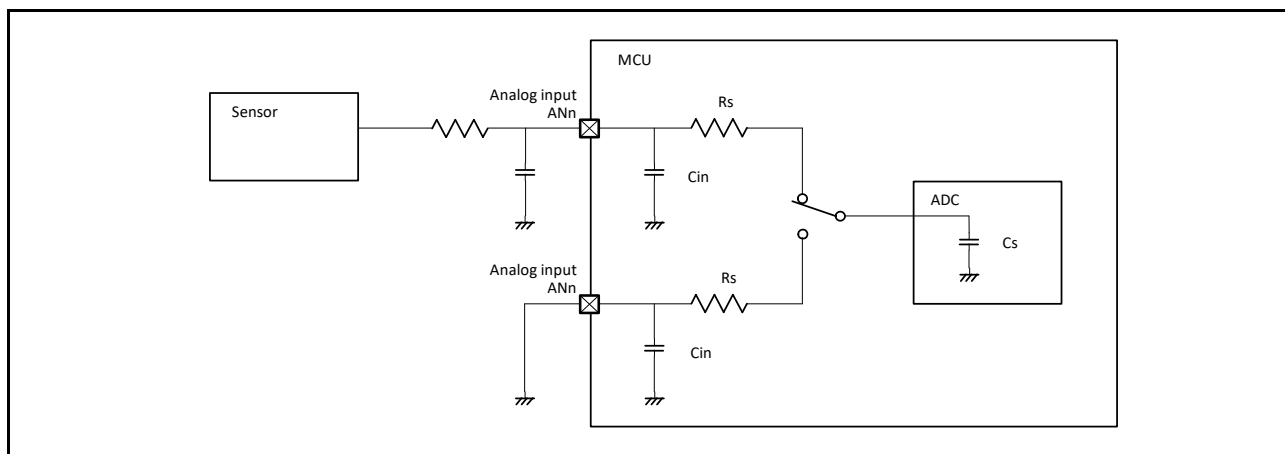 MCU
Sensor
Analog input
ANn
Rs
Cin
ADC
Cs
Analog input
ANn
Rs
Cin